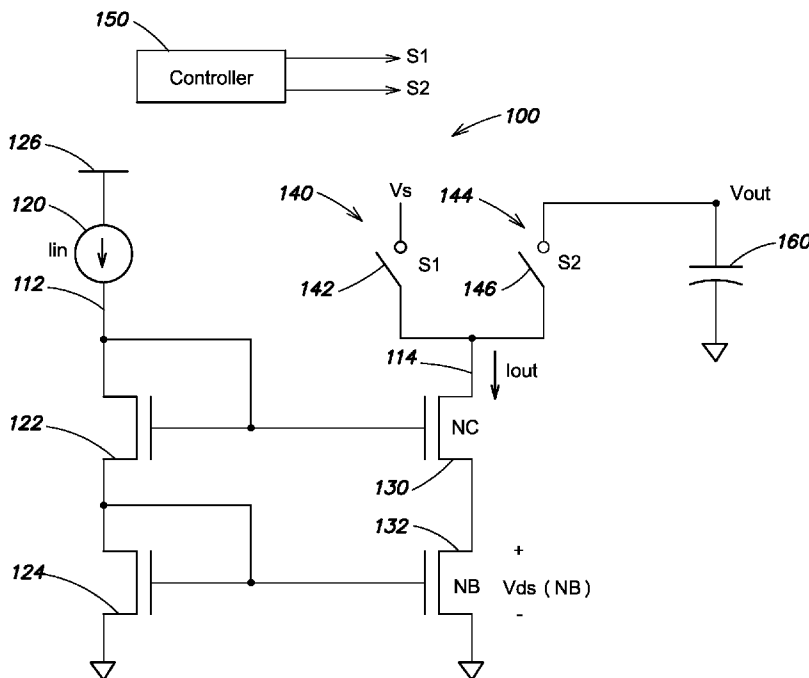 150
Controller
S1
S2
100
126
120
Iin
112
140
Vs
S1
142
144
S2
146
Vout
160
114
Iout
122
NC
130
132
124
NB
+
Vds (NB)
-